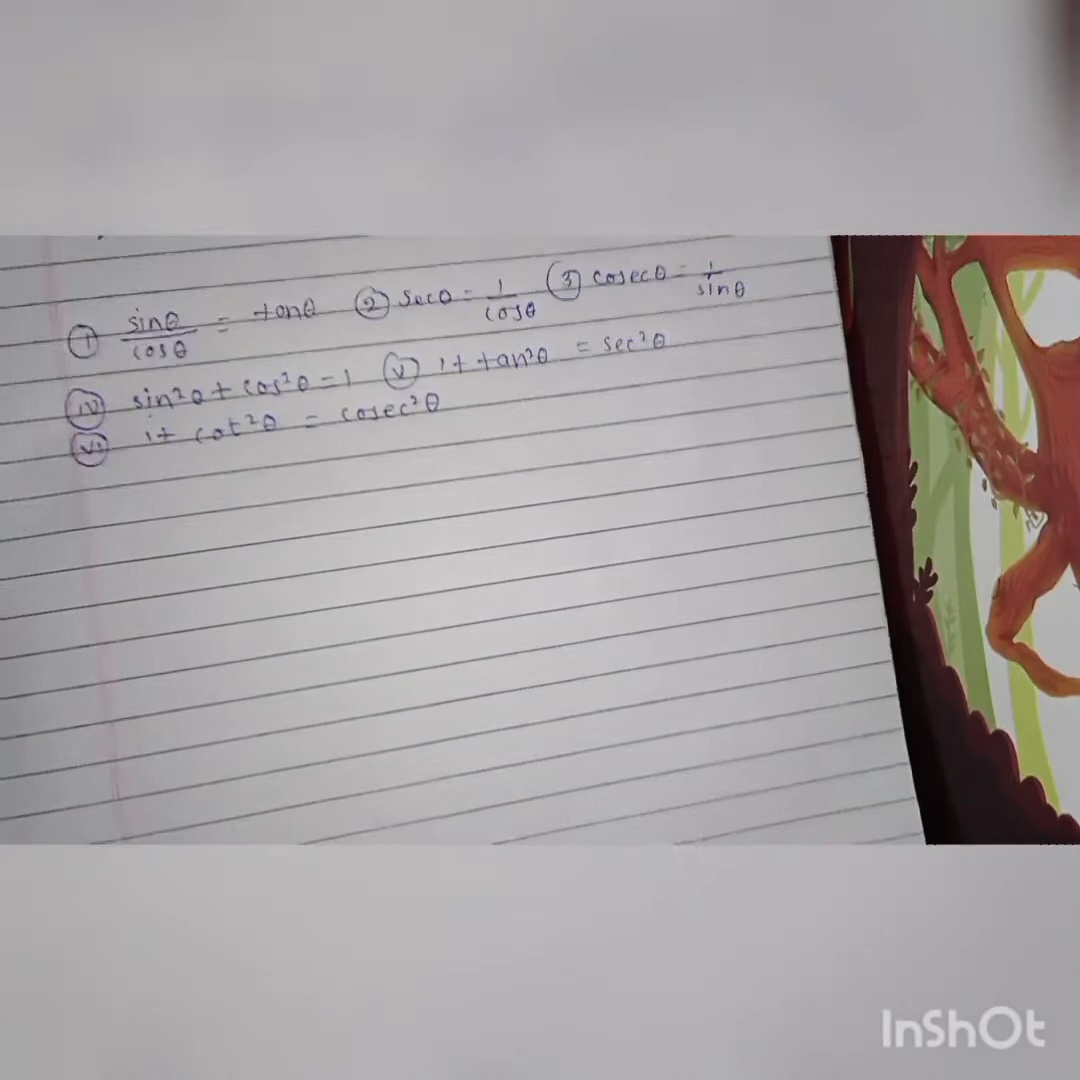 ① sinθ/cosθ = tanθ ② secθ = 1/cosθ ③ cosecθ = 1/sinθ
(iv) sin²θ + cos²θ = 1 (v) 1 + tan²θ = sec²θ
(vi) 1 + cot²θ = cosec²θ
InShOt